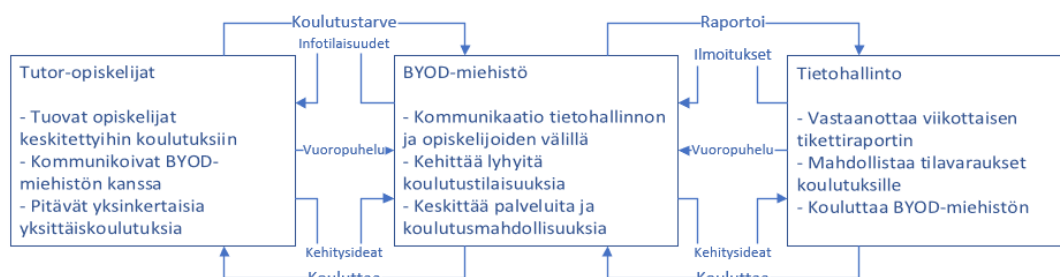 Koulutustarve
Raportoi
Infotilaisuudet
Ilmoitukset
Tutor-opiskelijat
- Tuovat opiskelijat
keskitettyihin koulutuksiin
- Kommunikoivat BYOD-
miehistön kanssa
- Pitävät yksinkertaisia
yksittäiskoulutuksia
Vuoropuhelu
Kehitysideat
BYOD-miehistö
- Kommunikaatio tietohallinnon
ja opiskelijoiden välillä
- Kehittää lyhyitä
koulutustilaisuuksia
- Keskittää palveluita ja
koulutusmahdollisuuksia
Vuoropuhelu
Kehitysideat
Tietohallinto
- Vastaanottaa viikottaisen
tikettiraportin
- Mahdollistaa tilavaraukset
koulutuksille
- Kouluttaa BYOD-miehistön
Kouluttaa
Kouluttaa